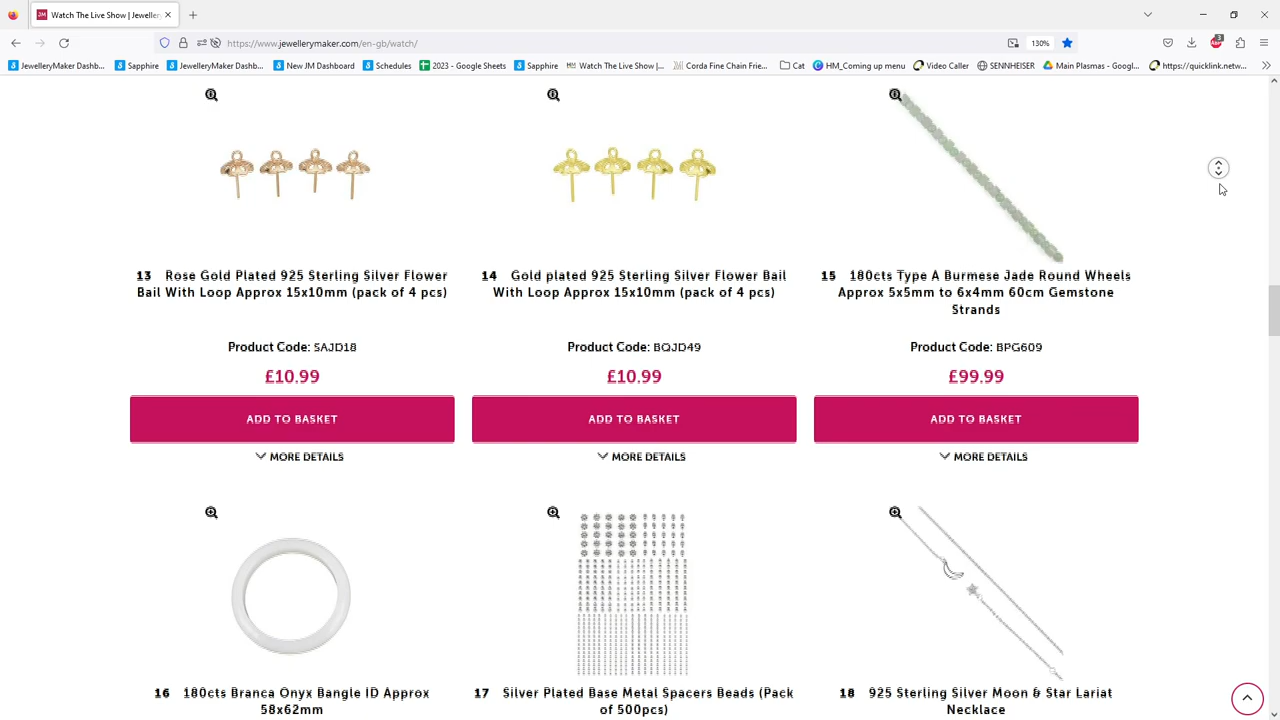 Watch The Live Show | Jeweller
https://www.jewellerymaker.com/en-gb/watch/
130%
3
JewelleryMaker Dashb...
Sapphire
JewelleryMaker Dashb...
New JM Dashboard
Schedules
2023 - Google Sheets
Sapphire
Watch The Live Show |...
Corda Fine Chain Frie...
Cat
HM_Coming up menu
Video Caller
SENNHEISER
Main Plasmas - Googl...
https://quicklink.netw...
13 Rose Gold Plated 925 Sterling Silver Flower
Bail With Loop Approx 15x10mm (pack of 4 pcs)
Product Code: SAJD18
£10.99
ADD TO BASKET
MORE DETAILS
14 Gold plated 925 Sterling Silver Flower Bail
With Loop Approx 15x10mm (pack of 4 pcs)
Product Code: BQJD49
£10.99
ADD TO BASKET
MORE DETAILS
15 180cts Type A Burmese Jade Round Wheels
Approx 5x5mm to 6x4mm 60cm Gemstone
Strands
Product Code: BPG609
£99.99
ADD TO BASKET
MORE DETAILS
16 180cts Branca Onyx Bangle ID Approx
58x62mm
17 Silver Plated Base Metal Spacers Beads (Pack
of 500pcs)
18 925 Sterling Silver Moon & Star Lariat
Necklace